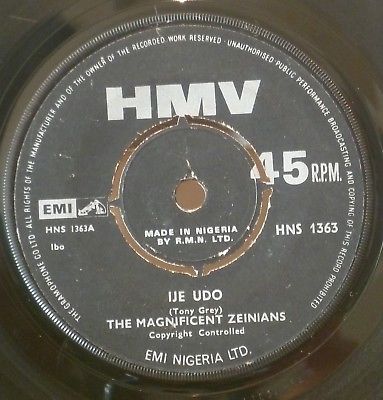 THE GRAMOPHONE CO LTD. ALL RIGHTS OF THE MANUFACTURER AND OF THE OWNER OF THE RECORDED WORK RESERVED · UNAUTHORISED PUBLIC PERFORMANCE BROADCASTING AND COPYING OF THIS RECORD PROHIBITED
HMV
45 R.P.M.
EMI
HNS 1363A
Ibo
MADE IN NIGERIA
BY R.M.N. LTD.
HNS 1363
IJE UDO
(Tony Grey)
THE MAGNIFICENT ZEINIANS
Copyright Controlled
EMI NIGERIA LTD.